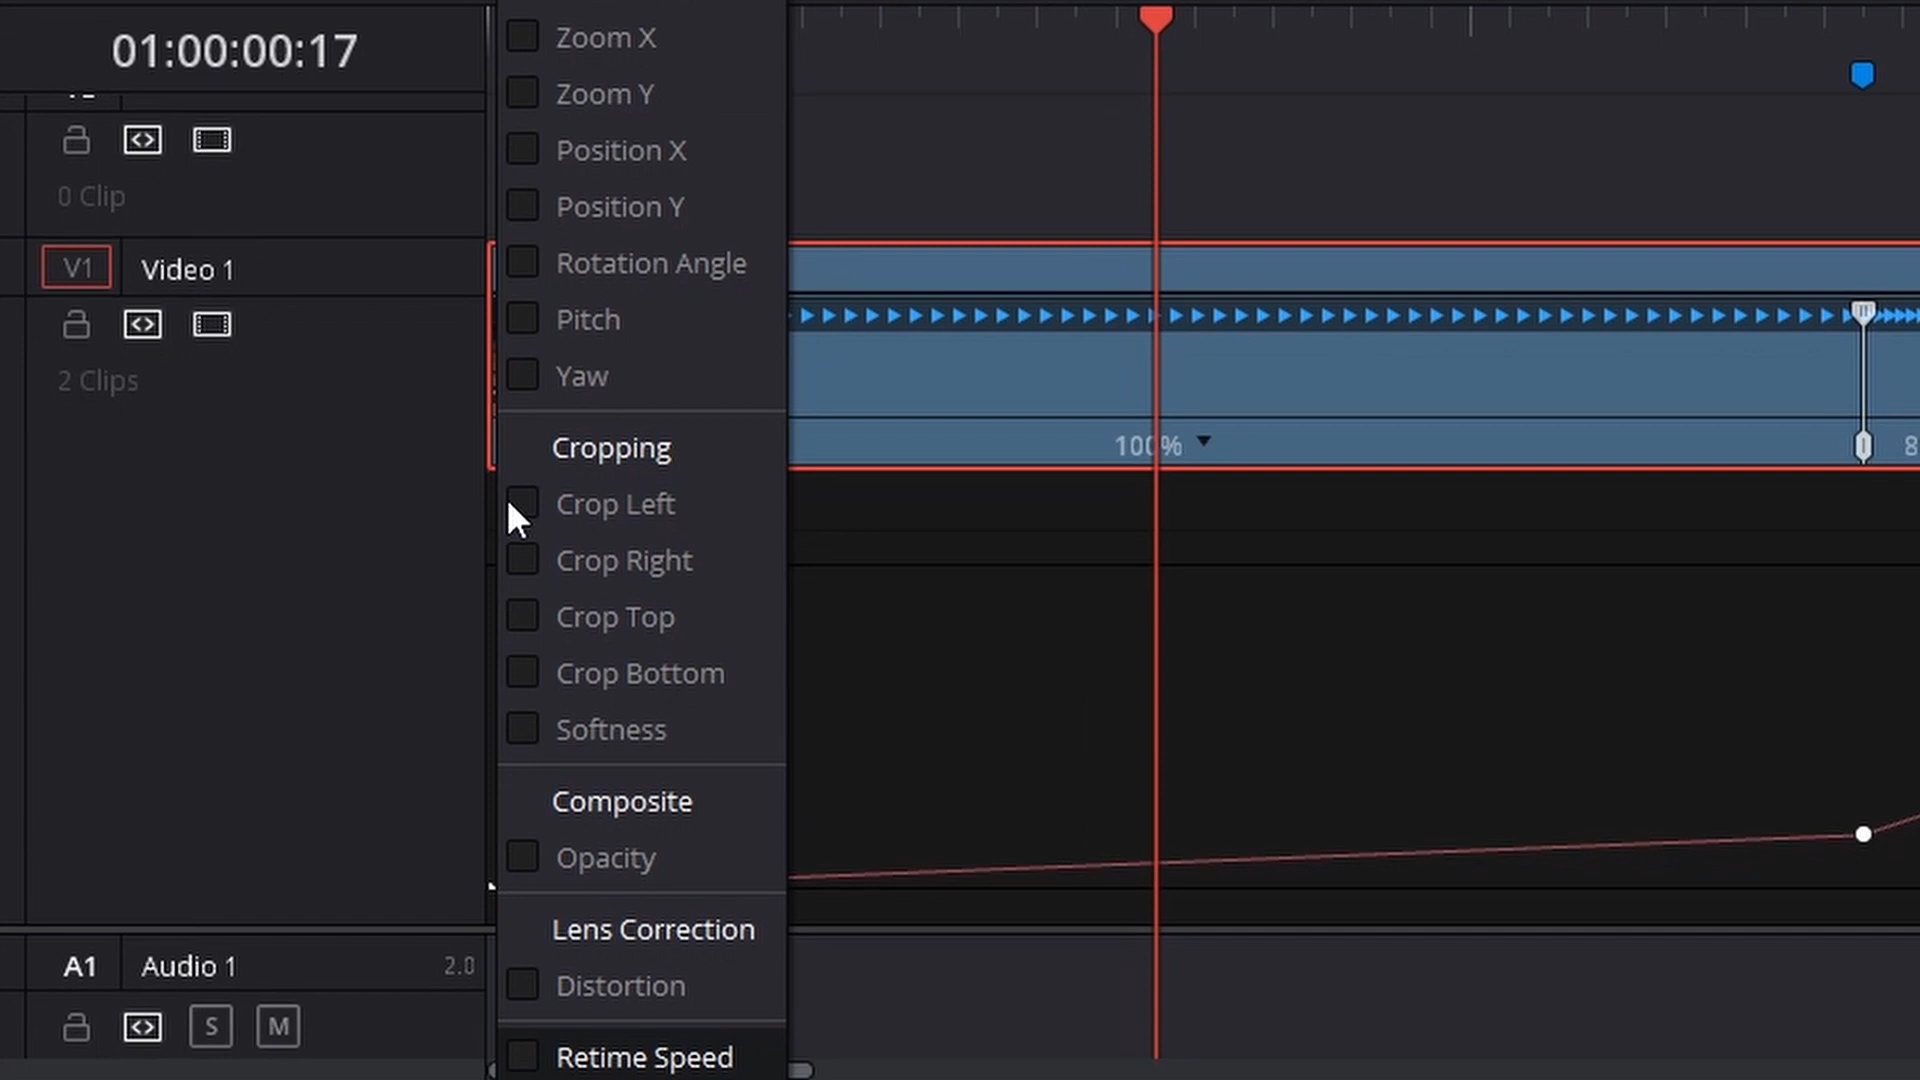 01:00:00:17
0 Clip
V1 Video 1
2 Clips
Zoom X
Zoom Y
Position X
Position Y
Rotation Angle
Pitch
Yaw
Cropping
Crop Left
Crop Right
Crop Top
Crop Bottom
Softness
Composite
Opacity
Lens Correction
Distortion
Retime Speed
100%
8
A1 Audio 1 2.0
S M